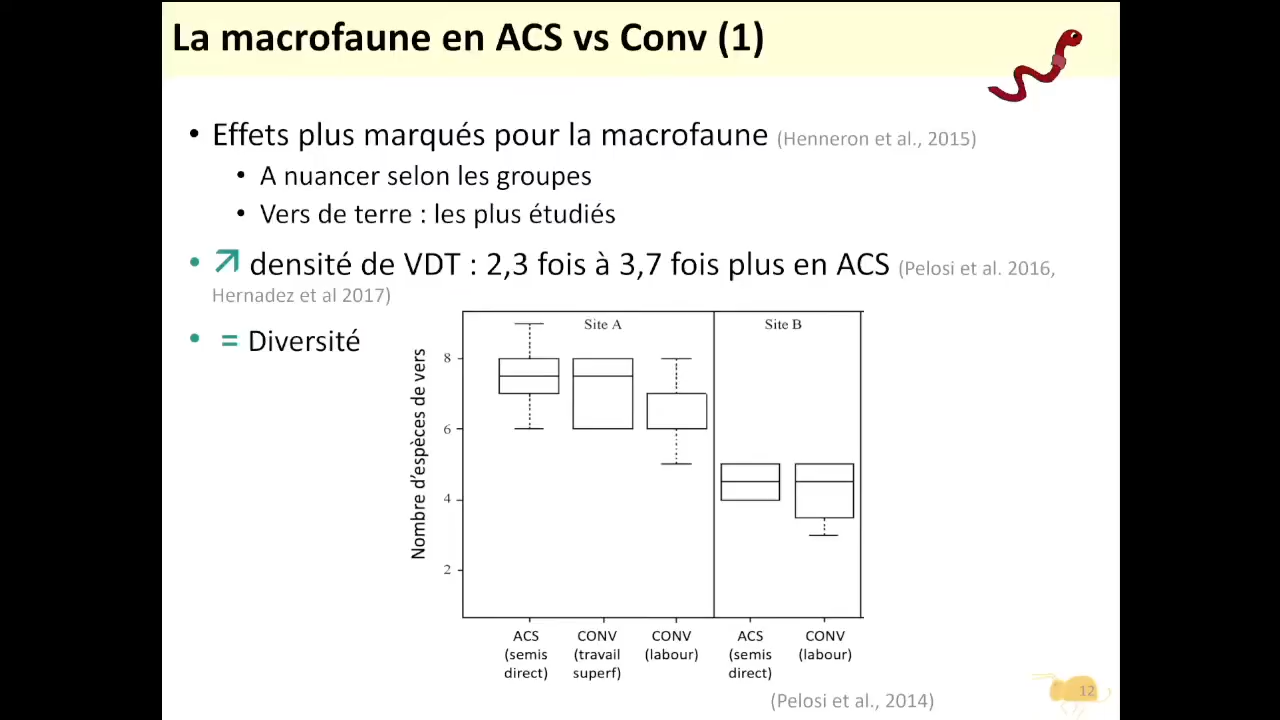 La macrofaune en ACS vs Conv (1)
• Effets plus marqués pour la macrofaune (Henneron et al., 2015)
• A nuancer selon les groupes
• Vers de terre : les plus étudiés
• ↗ densité de VDT : 2,3 fois à 3,7 fois plus en ACS (Pelosi et al. 2016,
Hernadez et al 2017)
• = Diversité
Nombre d'espèces de vers
Site A Site B
8
6
4
2
ACS CONV CONV ACS CONV
(semis (travail (labour) (semis (labour)
direct) superf) direct)
(Pelosi et al., 2014)
12